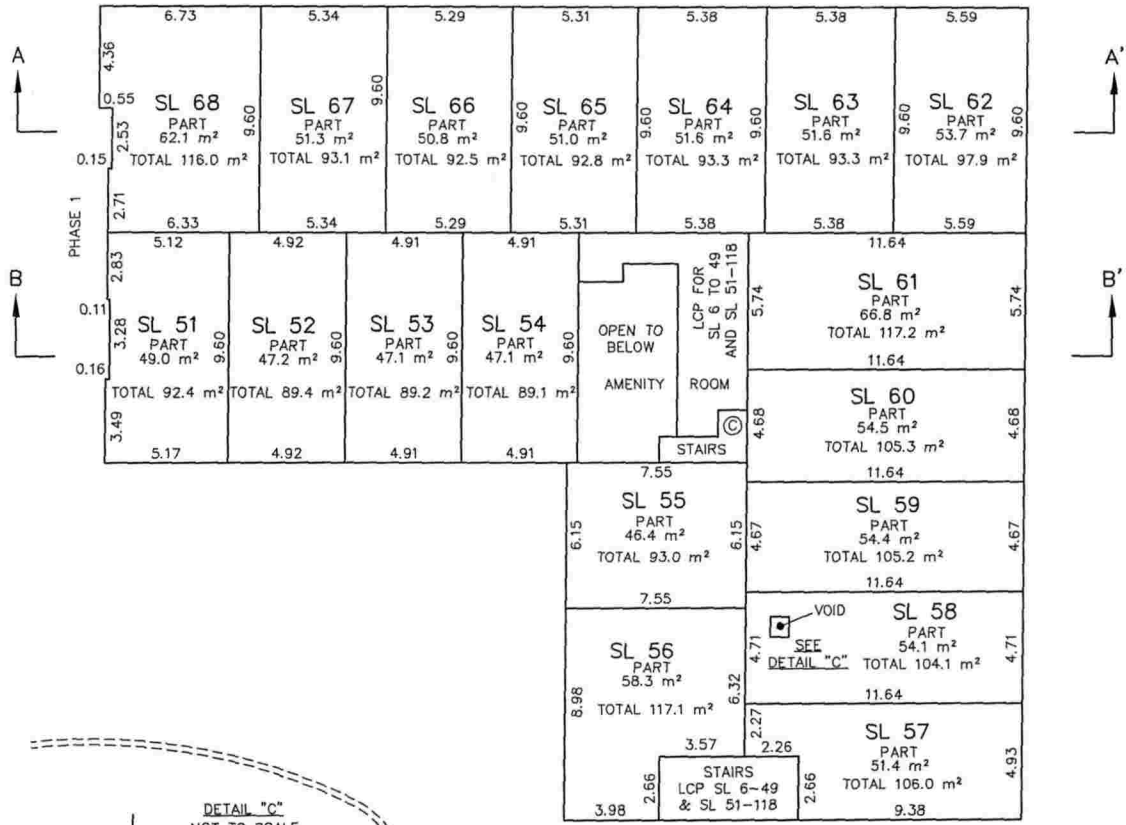 6.73 5.34 5.29 5.31 5.38 5.38 5.59
A A'
4.36
0.55
2.53
0.15
2.71
PHASE 1
SL 68
PART
62.1 m²
TOTAL 116.0 m²
9.60
SL 67
PART
51.3 m²
TOTAL 93.1 m²
9.60
SL 66
PART
50.8 m²
TOTAL 92.5 m²
9.60
SL 65
PART
51.0 m²
TOTAL 92.8 m²
9.60
SL 64
PART
51.6 m²
TOTAL 93.3 m²
9.60
SL 63
PART
51.6 m²
TOTAL 93.3 m²
9.60
SL 62
PART
53.7 m²
TOTAL 97.9 m²
9.60
6.33 5.34 5.29 5.31 5.38 5.38 5.59
5.12 4.92 4.91 4.91 11.64
B B'
2.83
0.11
3.28
0.16
3.49
SL 51
PART
49.0 m²
TOTAL 92.4 m²
9.60
SL 52
PART
47.2 m²
TOTAL 89.4 m²
9.60
SL 53
PART
47.1 m²
TOTAL 89.2 m²
9.60
SL 54
PART
47.1 m²
TOTAL 89.1 m²
9.60
5.17 4.92 4.91 4.91
OPEN TO
BELOW
AMENITY ROOM
LCP FOR
SL 6 TO 49
AND SL 51-118
©
STAIRS
5.74
SL 61
PART
66.8 m²
TOTAL 117.2 m²
5.74
11.64
4.68
SL 60
PART
54.5 m²
TOTAL 105.3 m²
4.68
11.64
7.55
6.15
SL 55
PART
46.4 m²
TOTAL 93.0 m²
6.15
7.55
4.67
SL 59
PART
54.4 m²
TOTAL 105.2 m²
4.67
11.64
VOID
SEE
DETAIL "C"
4.71
SL 58
PART
54.1 m²
TOTAL 104.1 m²
4.71
11.64
8.98
SL 56
PART
58.3 m²
TOTAL 117.1 m²
6.32
3.57
2.66
3.98
2.27
2.26
SL 57
PART
51.4 m²
TOTAL 106.0 m²
4.93
2.66
9.38
STAIRS
LCP SL 6-49
& SL 51-118
DETAIL "C"
NOT TO SCALE